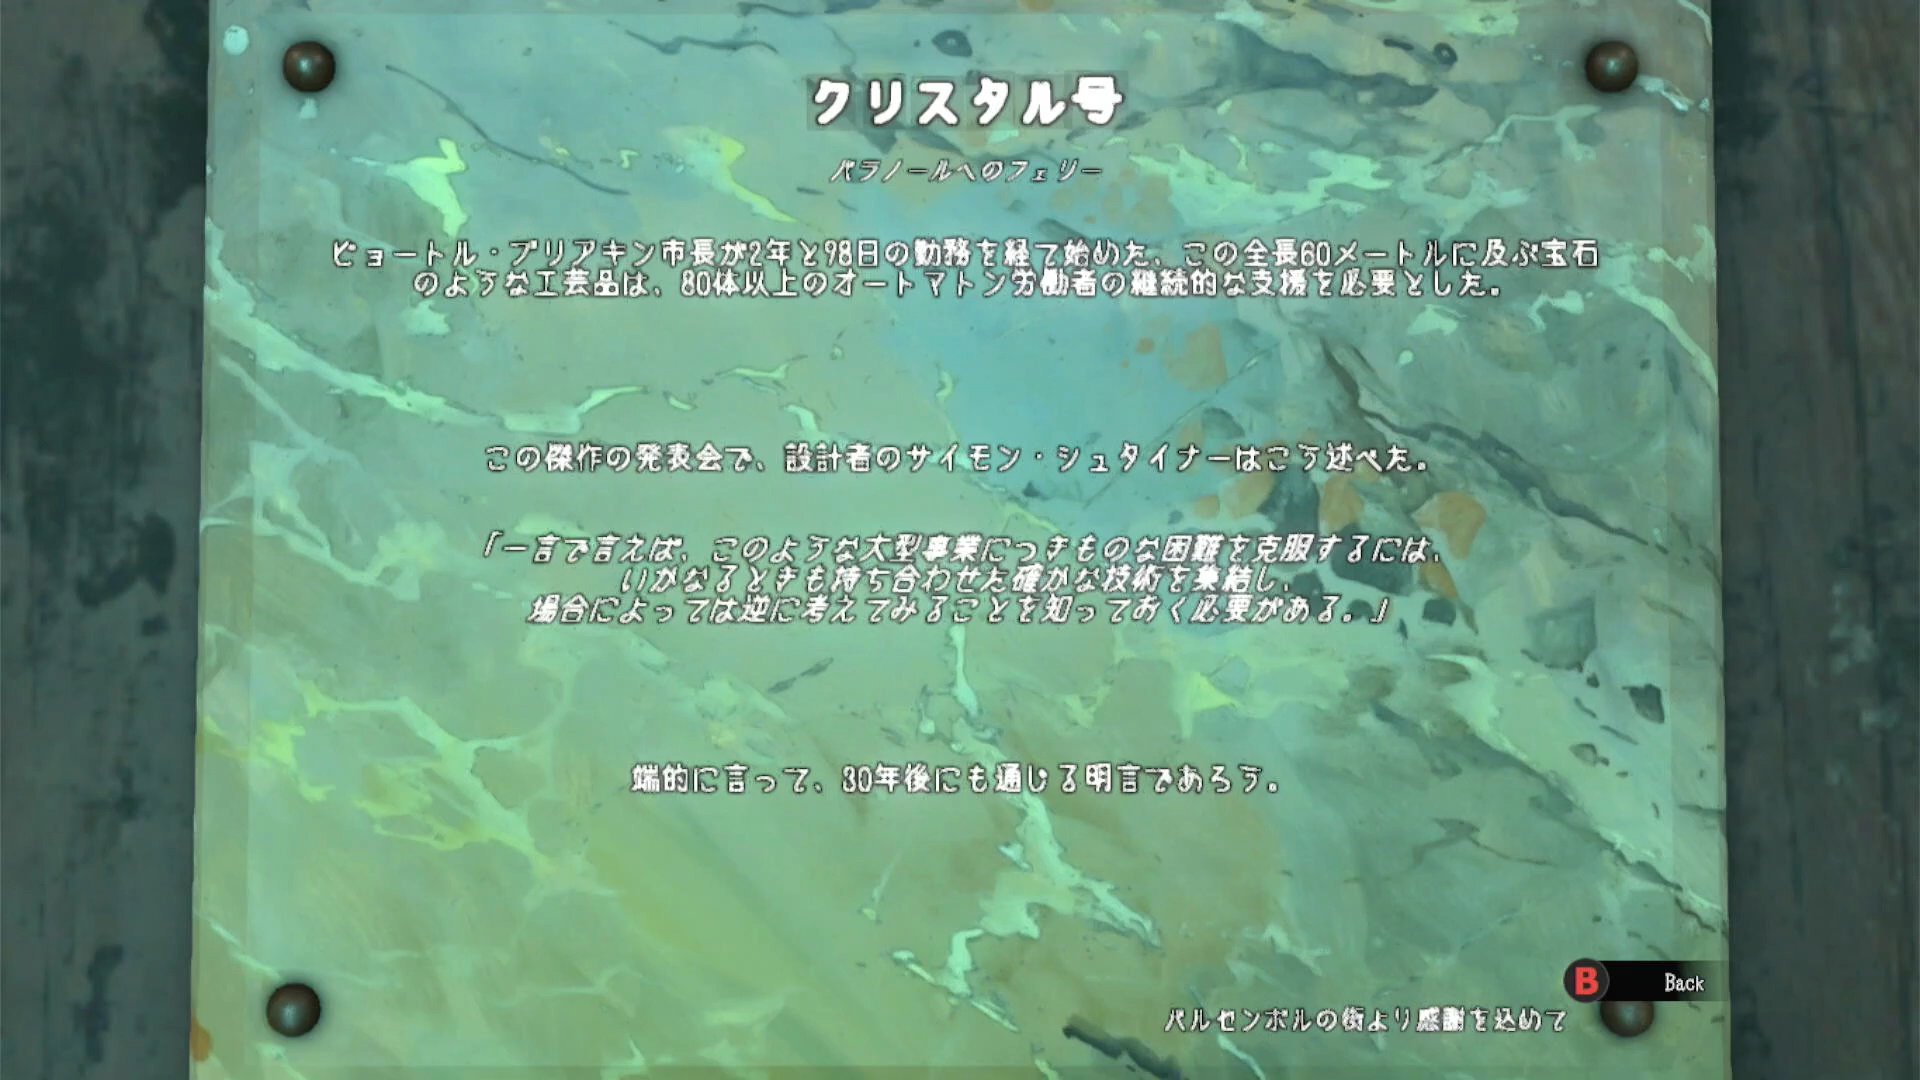 クリスタル号
バラノールへのフェリー
ビョートル・ブリアキン市長が2年と98日の勤務を経て始めた、この全長60メートルに及ぶ宝石
のような工芸品は、80体以上のオートマトン労働者の継続的な支援を必要とした。
この傑作の発表会で、設計者のサイモン・シュタイナーはこう述べた。
「一言で言えば、このような大型事業につきものな困難を克服するには、
いかなるときも持ち合わせた確かな技術を集結し、
場合によっては逆に考えてみることを知っておく必要がある。」
端的に言って、30年後にも通じる明言であろう。
B Back
バルセンボルの街より感謝を込めて